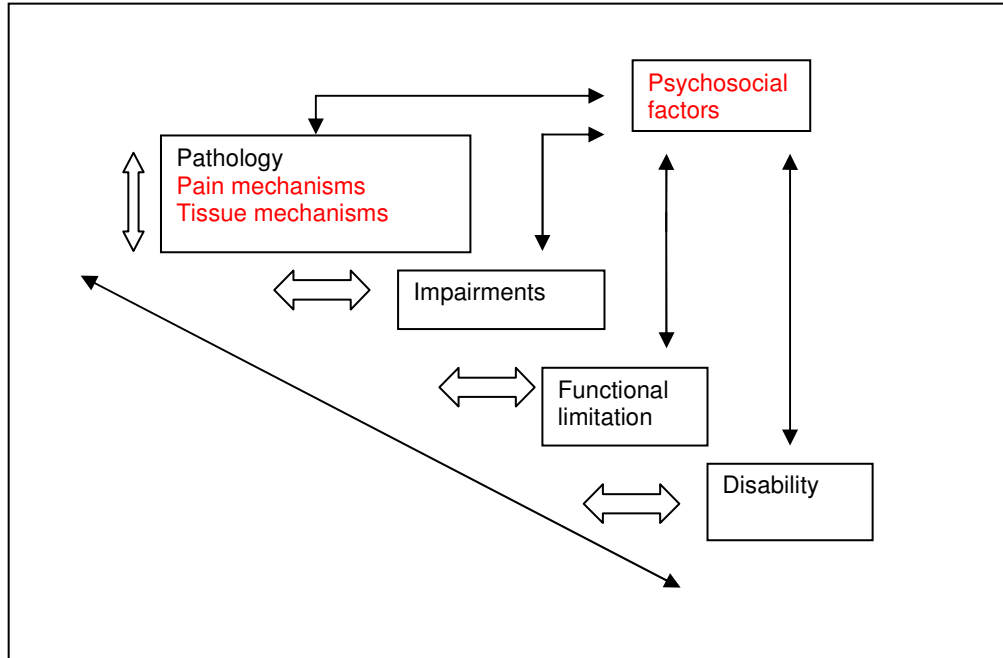 Psychosocial
factors
Pathology
Pain mechanisms
Tissue mechanisms
Impairments
Functional
limitation
Disability